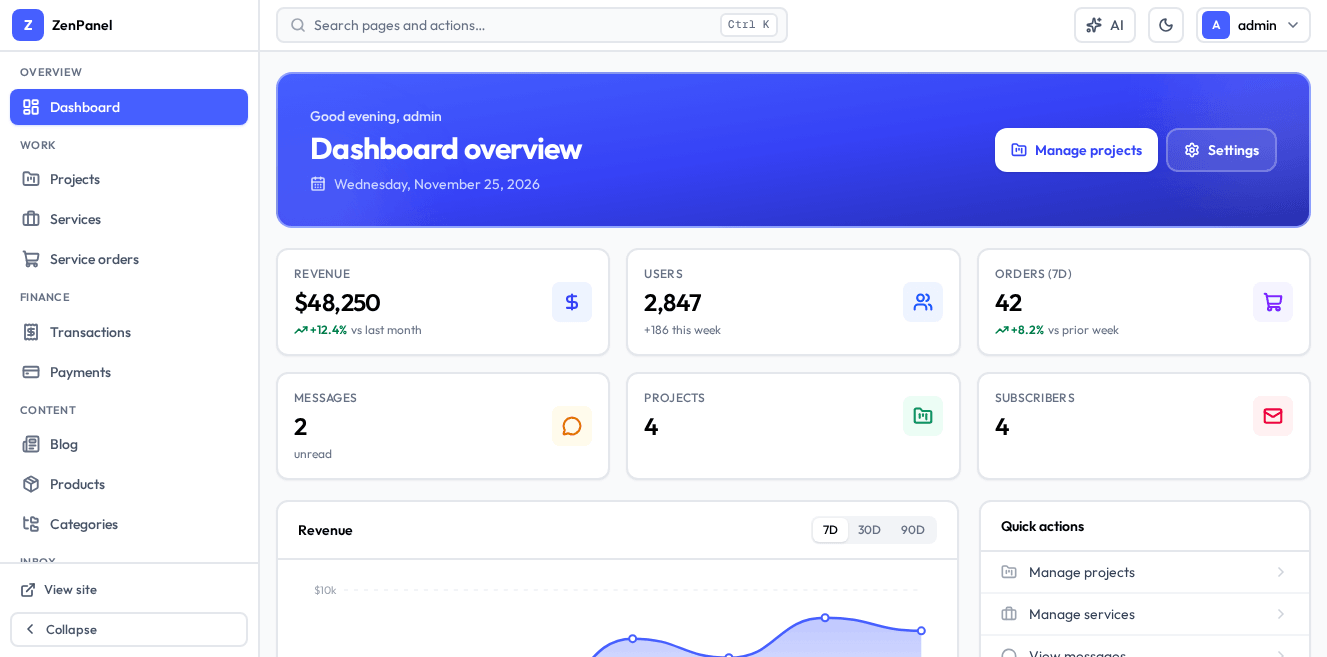 Z ZenPanel
Search pages and actions... Ctrl K
AI
A admin
OVERVIEW
Dashboard
WORK
Projects
Services
Service orders
FINANCE
Transactions
Payments
CONTENT
Blog
Products
Categories
INBOX
View site
Collapse
Good evening, admin
Dashboard overview
Wednesday, November 25, 2026
Manage projects
Settings
REVENUE
$48,250
+12.4% vs last month
USERS
2,847
+186 this week
ORDERS (7D)
42
+8.2% vs prior week
MESSAGES
2
unread
PROJECTS
4
SUBSCRIBERS
4
Revenue
7D 30D 90D
$10k
Quick actions
Manage projects
Manage services
View messages